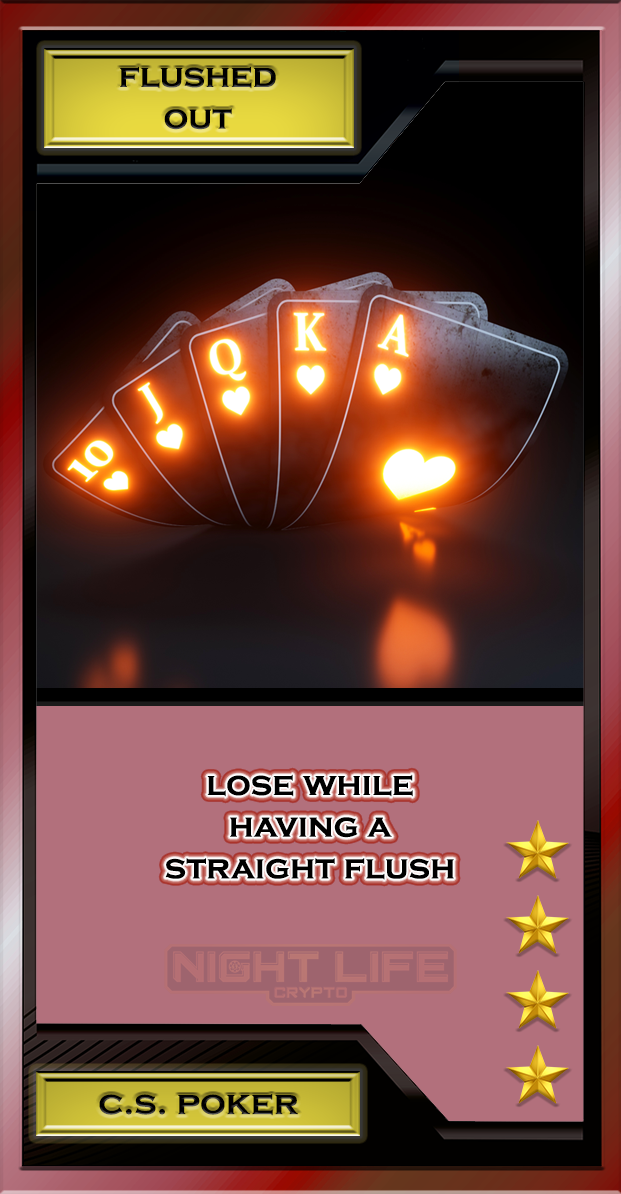 FLUSHED
OUT
10
J
Q
K
A
LOSE WHILE
HAVING A
STRAIGHT FLUSH
NIGHT LIFE
CRYPTO
C.S. POKER